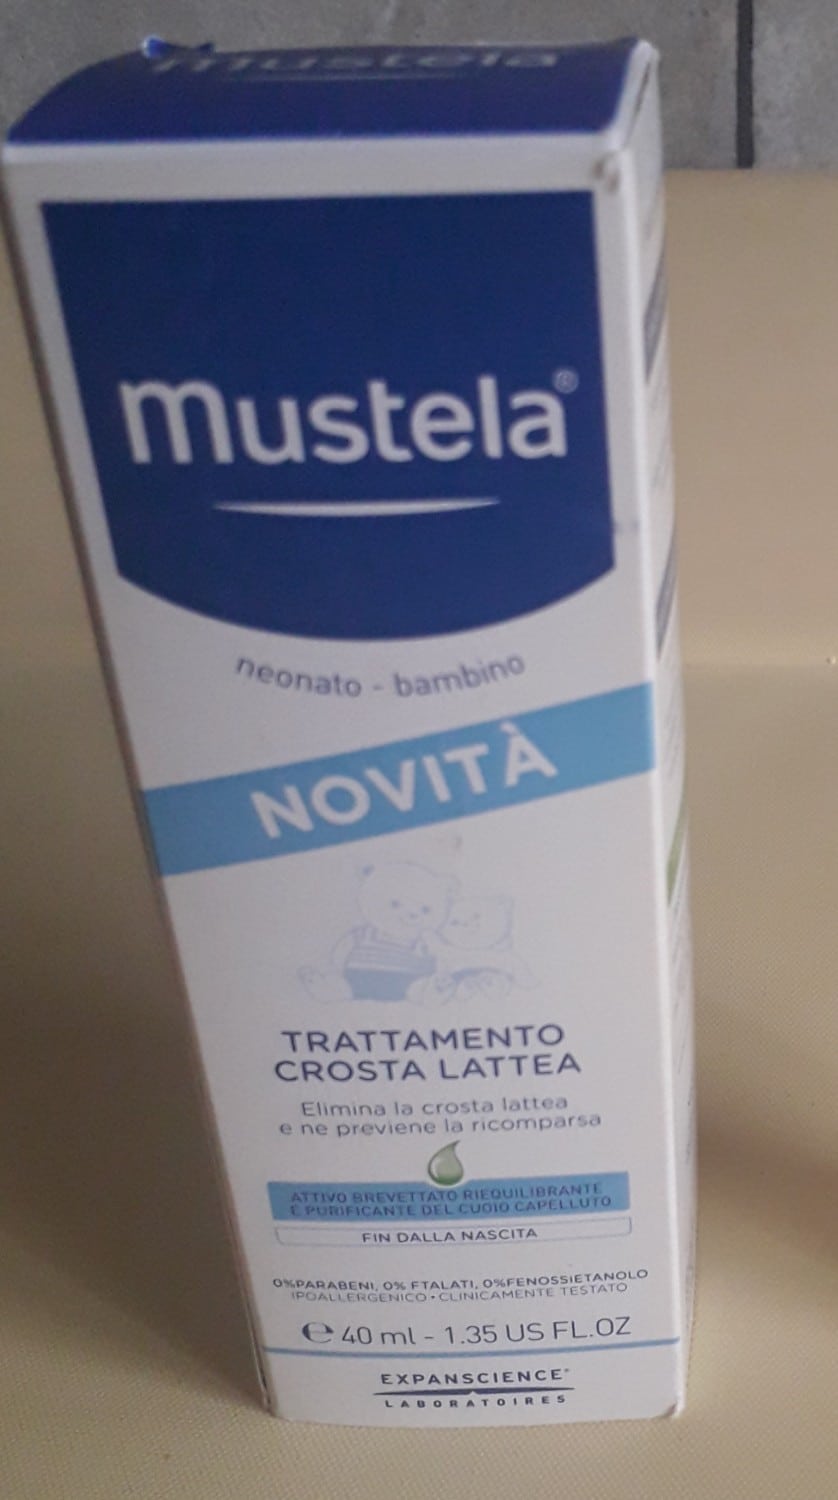 mustela
mustela®
neonato - bambino
NOVITÀ
TRATTAMENTO
CROSTA LATTEA
Elimina la crosta lattea
e ne previene la ricomparsa
ATTIVO BREVETTATO RIEQUILIBRANTE
E PURIFICANTE DEL CUOIO CAPELLUTO
FIN DALLA NASCITA
0%PARABENI, 0% FTALATI, 0%FENOSSIETANOLO
IPOALLERGENICO • CLINICAMENTE TESTATO
℮ 40 ml - 1.35 US FL.OZ
EXPANSCIENCE®
LABORATOIRES